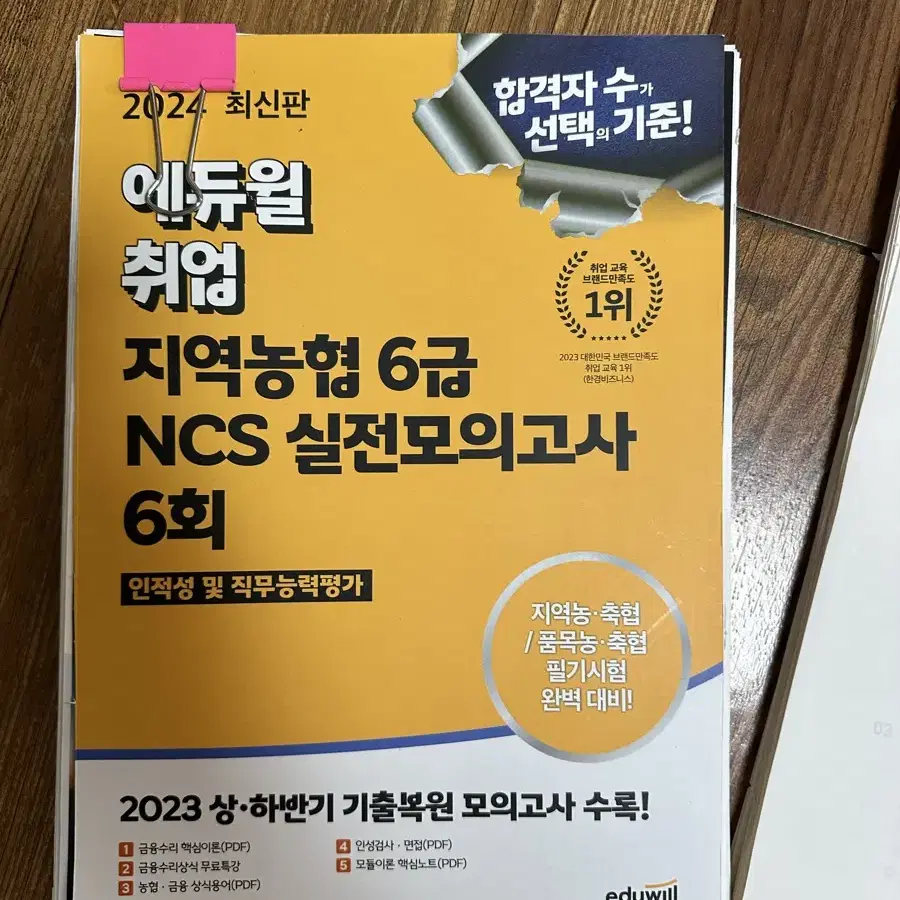 2024 최신판
합격자 수가
선택의 기준!
에듀윌
취업
취업 교육
브랜드만족도
1위
★★★★★
2023 대한민국 브랜드만족도
취업 교육 1위
(한경비즈니스)
지역농협 6급
NCS 실전모의고사
6회
인적성 및 직무능력평가
지역농·축협
/ 품목농·축협
필기시험
완벽 대비!
2023 상·하반기 기출복원 모의고사 수록!
1 금융수리 핵심이론(PDF)
2 금융수리상식 무료특강
3 농협·금융 상식용어(PDF)
4 인성검사·면접(PDF)
5 모듈이론 핵심노트(PDF)
eduwill
03